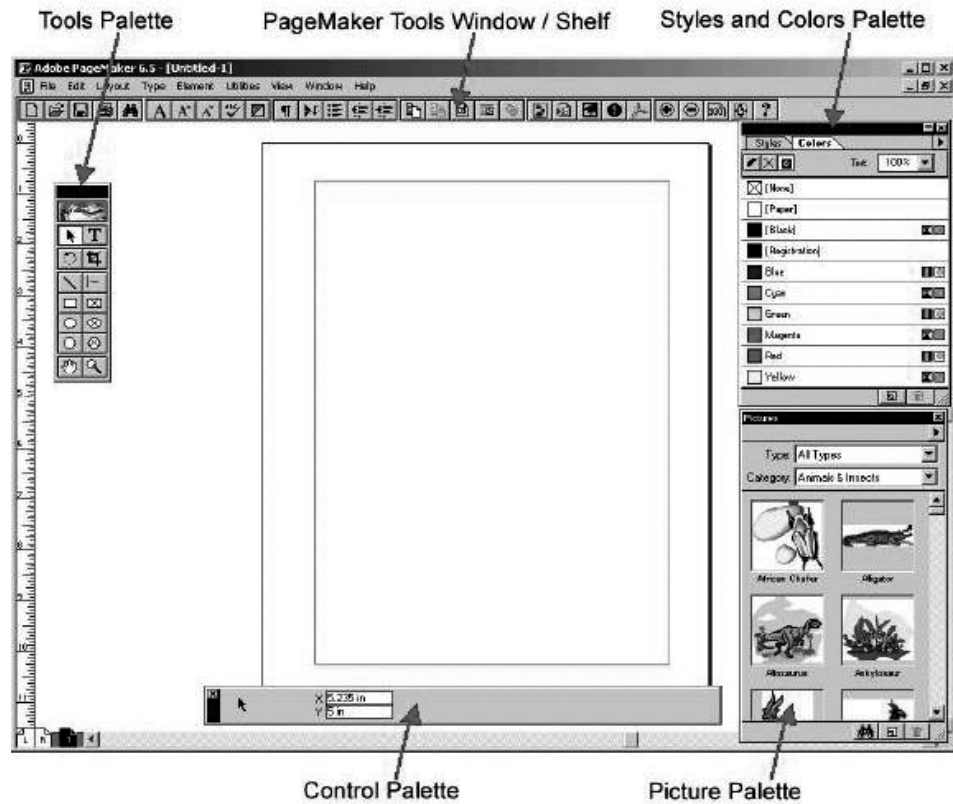 Tools Palette
PageMaker Tools Window / Shelf
Styles and Colors Palette
Adobe PageMaker 6.5 - [Untitled-1]
File Edit Layout Type Element Utilities View Window Help
Styles Colors
Tint: 100%
[None]
[Paper]
[Black]
[Registration]
Blue
Cyan
Green
Magenta
Red
Yellow
Pictures
Type: All Types
Category: Animals & Insects
African Chafer Alligator
Allosaurus Ankylosaur
X 5.235 in
Y 5 in
L R 1
Control Palette
Picture Palette